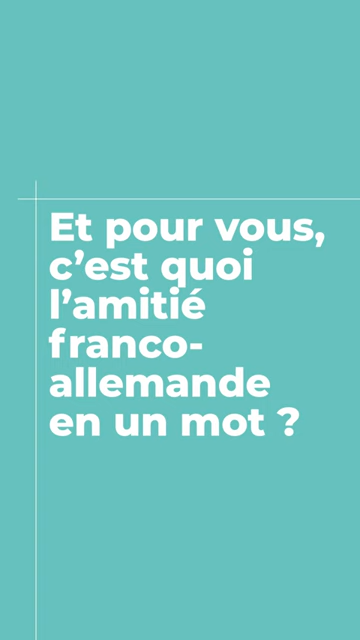 Et pour vous,
c’est quoi
l’amitié
franco-
allemande
en un mot ?